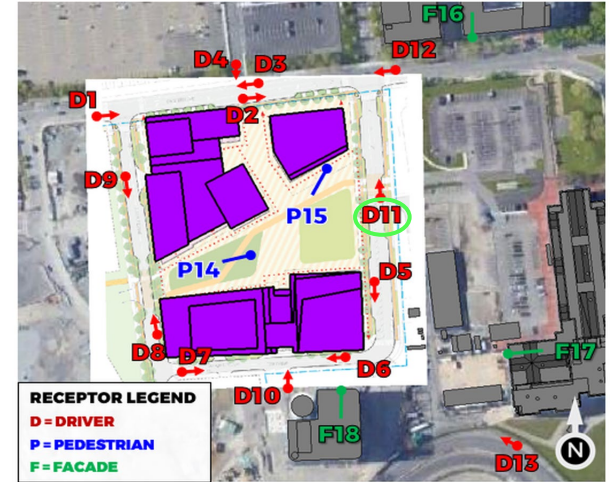 F16
D4
D3
D12
D1
D2
D9
P15
D11
P14
D5
D8
D7
D6
F17
D10
F18
D13
RECEPTOR LEGEND
D = DRIVER
P = PEDESTRIAN
F = FACADE
N